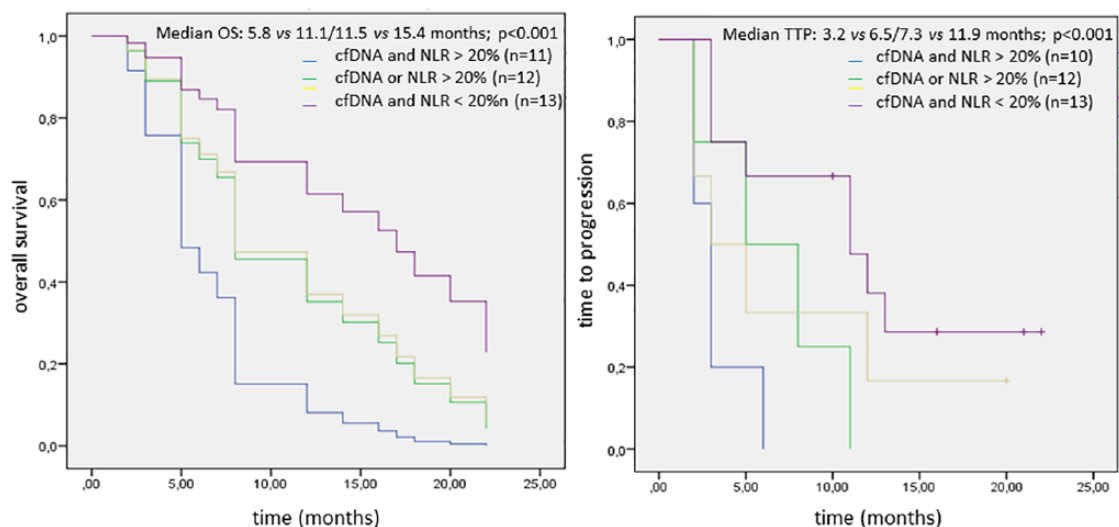 Median OS: 5.8 vs 11.1/11.5 vs 15.4 months; p<0.001
cfDNA and NLR > 20% (n=11)
cfDNA or NLR > 20% (n=12)
cfDNA and NLR < 20%n (n=13)
1,0
0,8
0,6
0,4
0,2
0,0
overall survival
,00
5,00
10,00
15,00
20,00
25,00
time (months)
Median TTP: 3.2 vs 6.5/7.3 vs 11.9 months; p<0.001
cfDNA and NLR > 20% (n=10)
cfDNA or NLR > 20% (n=12)
cfDNA and NLR < 20% (n=13)
1,0
0,8
0,6
0,4
0,2
0,0
time to progression
,00
5,00
10,00
15,00
20,00
25,00
time (months)